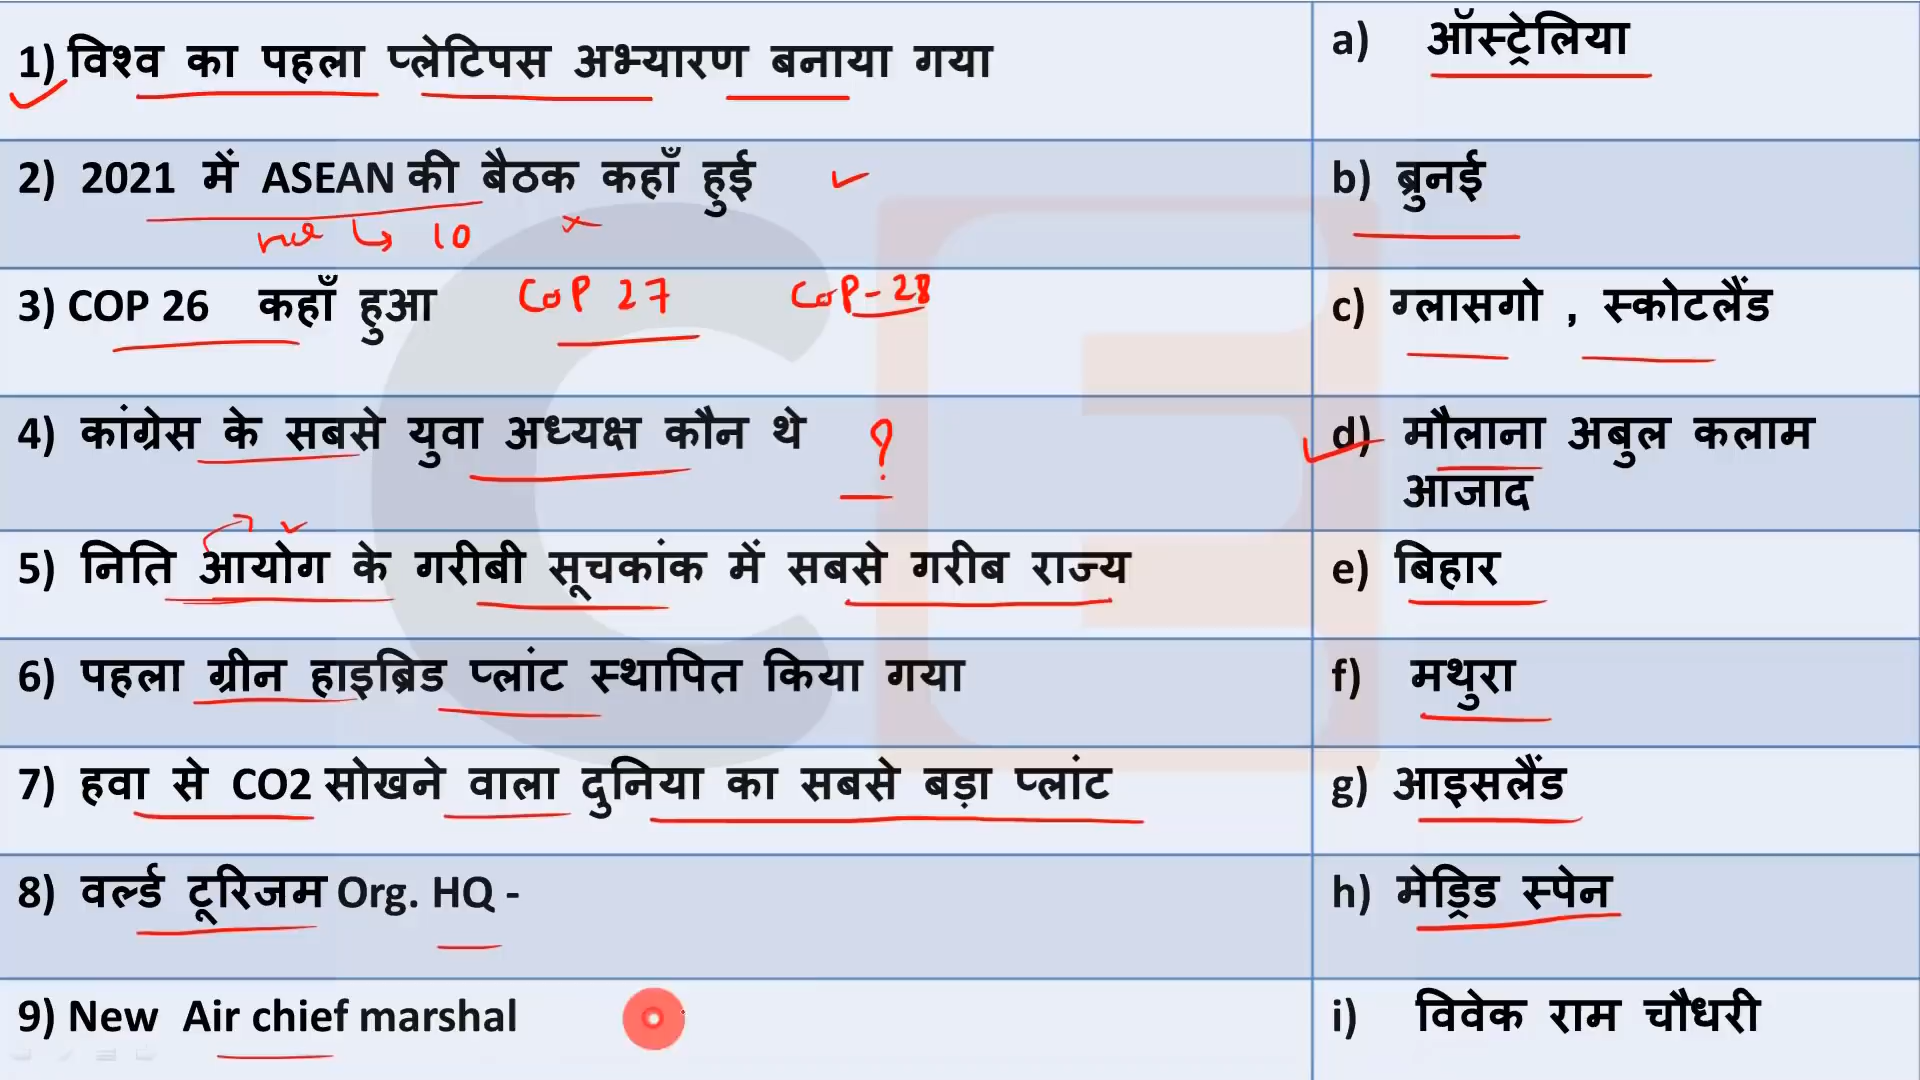 1) विश्व का पहला प्लेटिपस अभ्यारण बनाया गया
a) ऑस्ट्रेलिया
2) 2021 में ASEAN की बैठक कहाँ हुई
10
b) ब्रुनई
3) COP 26 कहाँ हुआ COP 27 COP-28
c) ग्लासगो , स्कोटलैंड
4) कांग्रेस के सबसे युवा अध्यक्ष कौन थे ?
d) मौलाना अबुल कलाम
आजाद
5) निति आयोग के गरीबी सूचकांक में सबसे गरीब राज्य
e) बिहार
6) पहला ग्रीन हाइब्रिड प्लांट स्थापित किया गया
f) मथुरा
7) हवा से CO2 सोखने वाला दुनिया का सबसे बड़ा प्लांट
g) आइसलैंड
8) वर्ल्ड टूरिजम Org. HQ -
h) मेड्रिड स्पेन
9) New Air chief marshal
i) विवेक राम चौधरी